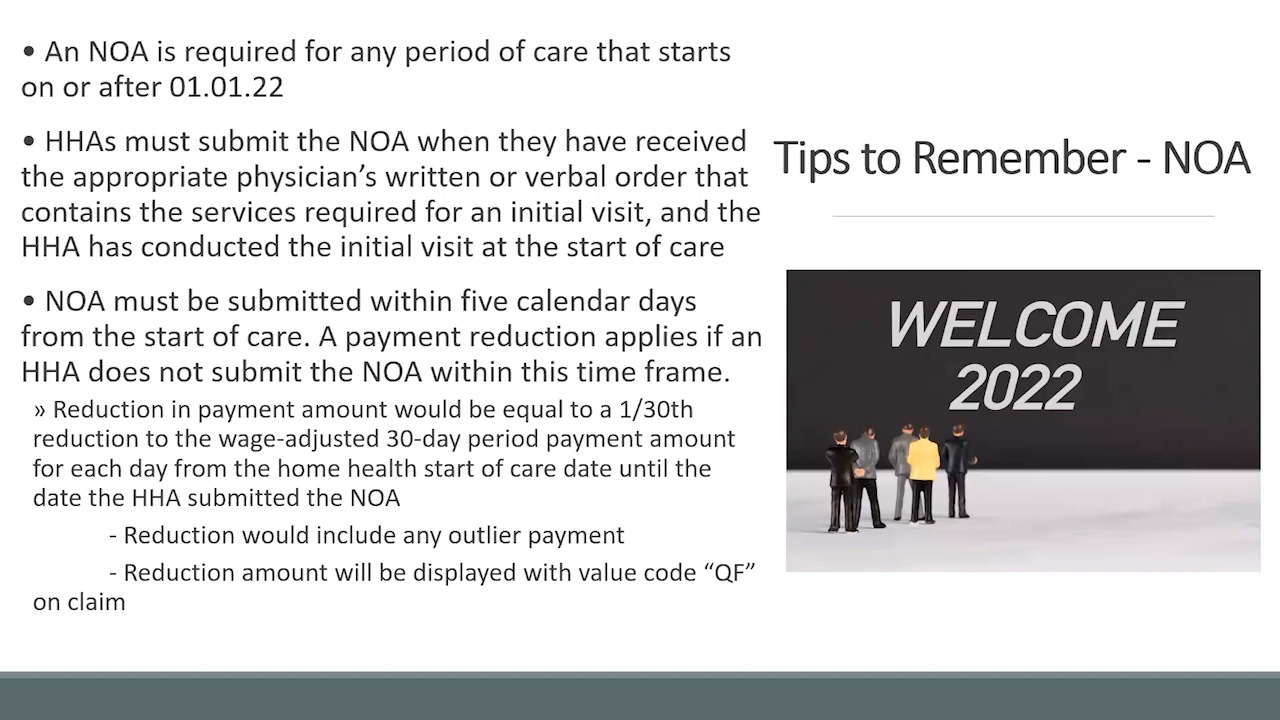 • An NOA is required for any period of care that starts
on or after 01.01.22
• HHAs must submit the NOA when they have received
the appropriate physician’s written or verbal order that
contains the services required for an initial visit, and the
HHA has conducted the initial visit at the start of care
• NOA must be submitted within five calendar days
from the start of care. A payment reduction applies if an
HHA does not submit the NOA within this time frame.
» Reduction in payment amount would be equal to a 1/30th
reduction to the wage-adjusted 30-day period payment amount
for each day from the home health start of care date until the
date the HHA submitted the NOA
- Reduction would include any outlier payment
- Reduction amount will be displayed with value code “QF”
on claim
Tips to Remember - NOA
WELCOME
2022